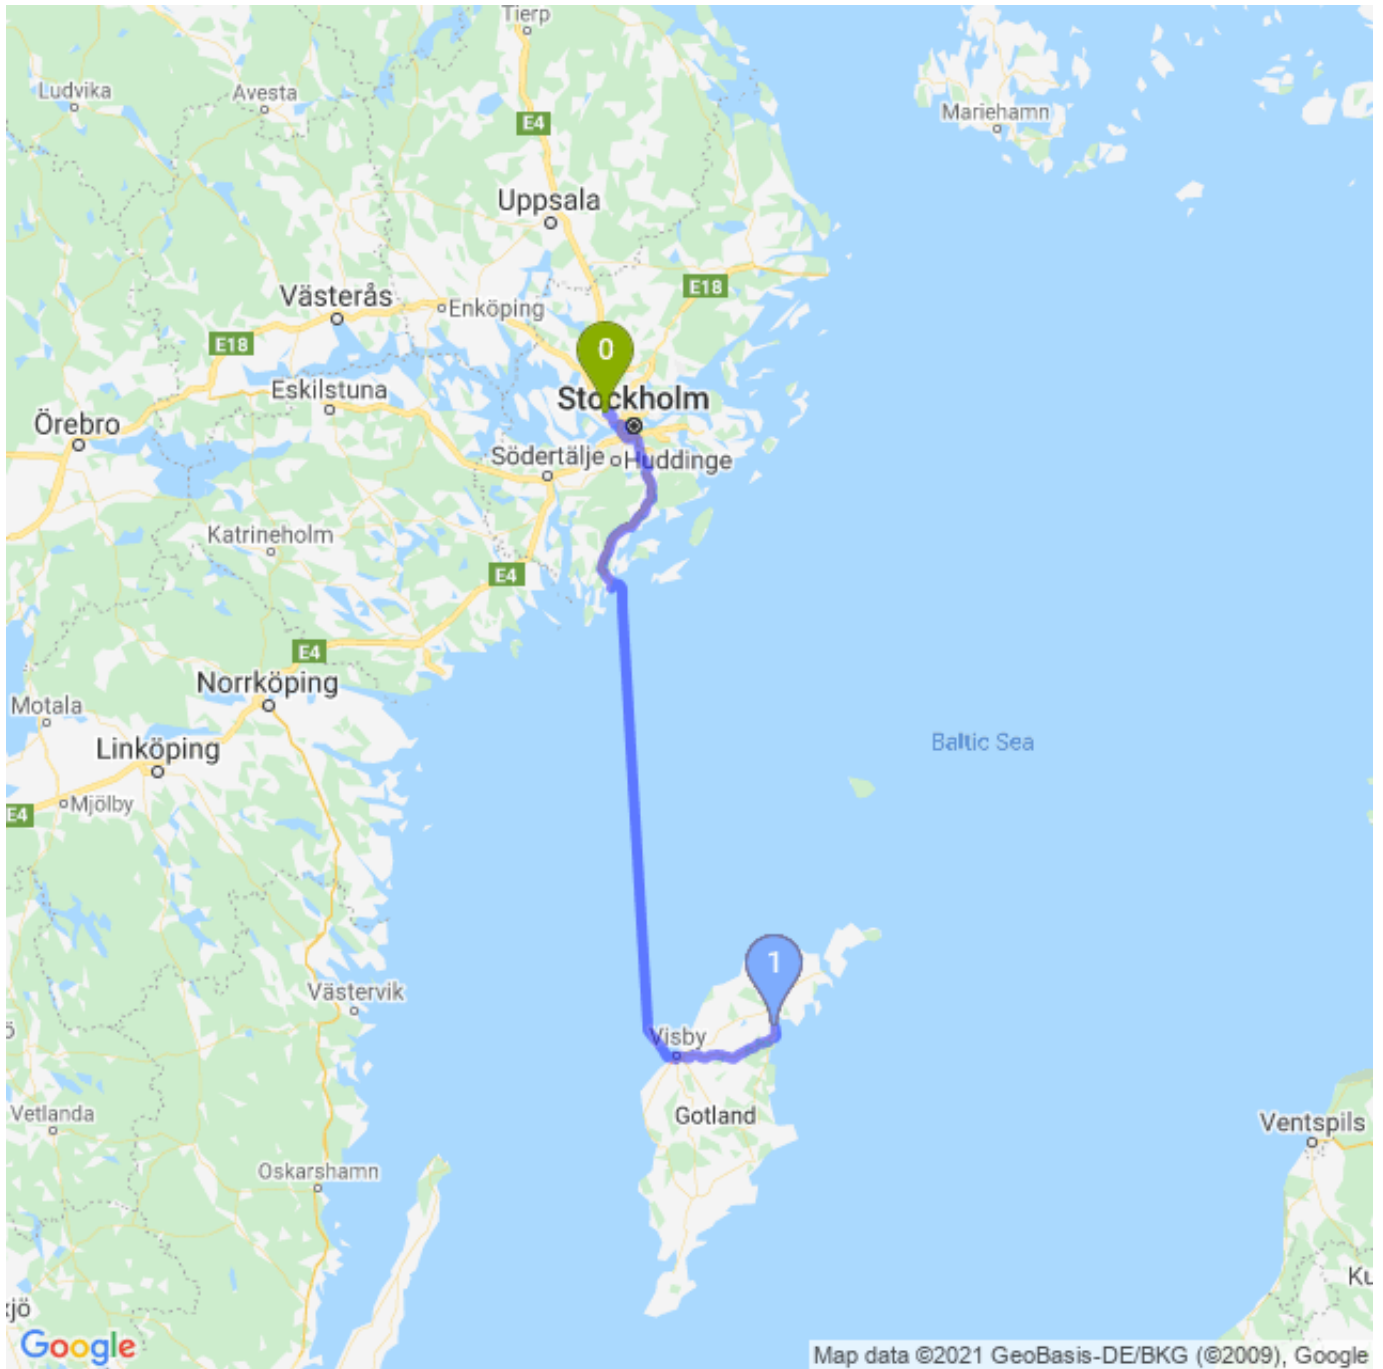 Tierp
Ludvika
Avesta
Mariehamn
E4
Uppsala
E18
Västerås
Enköping
E18
0
Eskilstuna
Stockholm
Örebro
Södertälje
Huddinge
Katrineholm
E4
E4
Norrköping
Motala
Baltic Sea
Linköping
Mjölby
E4
1
Västervik
Visby
Vetlanda
Gotland
Ventspils
Oskarshamn
Ku
jö
Google
Map data ©2021 GeoBasis-DE/BKG (©2009), Google